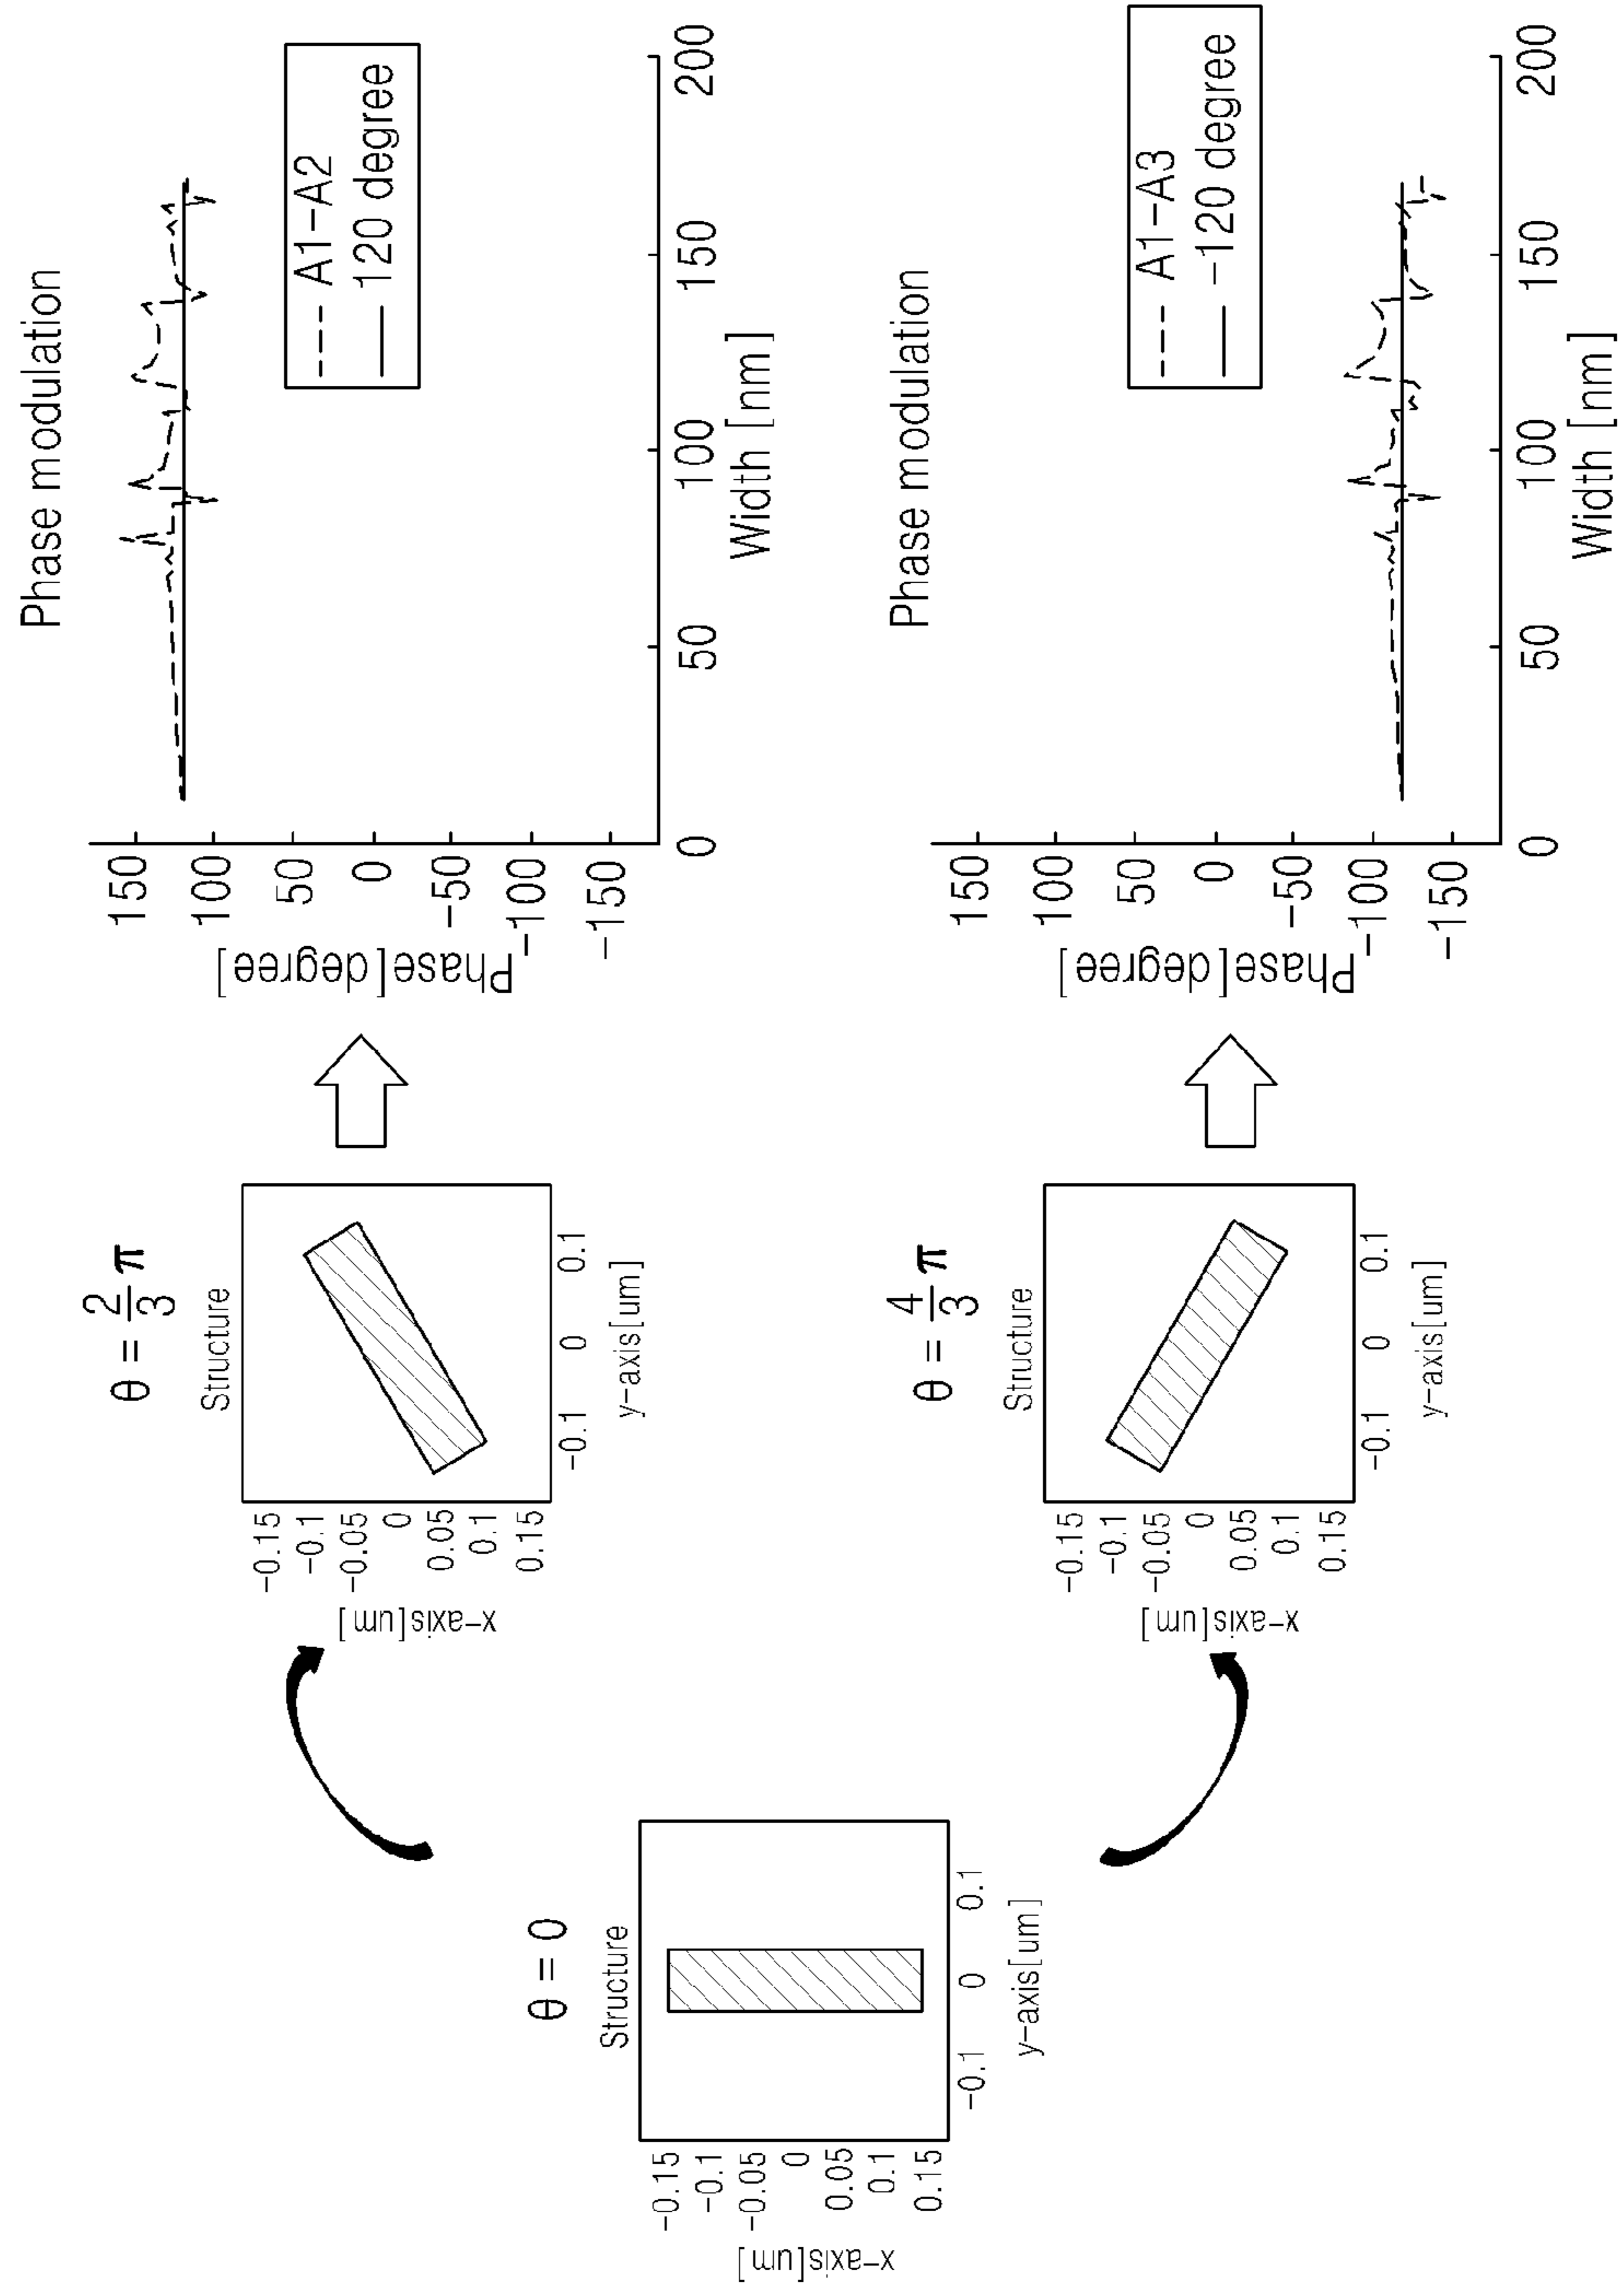 θ = 0
Structure
x-axis[um]
-0.15
-0.1
-0.05
0
0.05
0.1
0.15
-0.1 0 0.1
y-axis[um]
θ = 2/3 π
Structure
x-axis[um]
-0.15
-0.1
-0.05
0
0.05
0.1
0.15
-0.1 0 0.1
y-axis[um]
Phase modulation
Phase[degree]
150
100
50
0
-50
-100
-150
A1-A2
120 degree
0 50 100 150 200
Width [nm]
θ = 4/3 π
Structure
x-axis[um]
-0.15
-0.1
-0.05
0
0.05
0.1
0.15
-0.1 0 0.1
y-axis[um]
Phase modulation
Phase[degree]
150
100
50
0
-50
-100
-150
A1-A3
-120 degree
0 50 100 150 200
Width [nm]